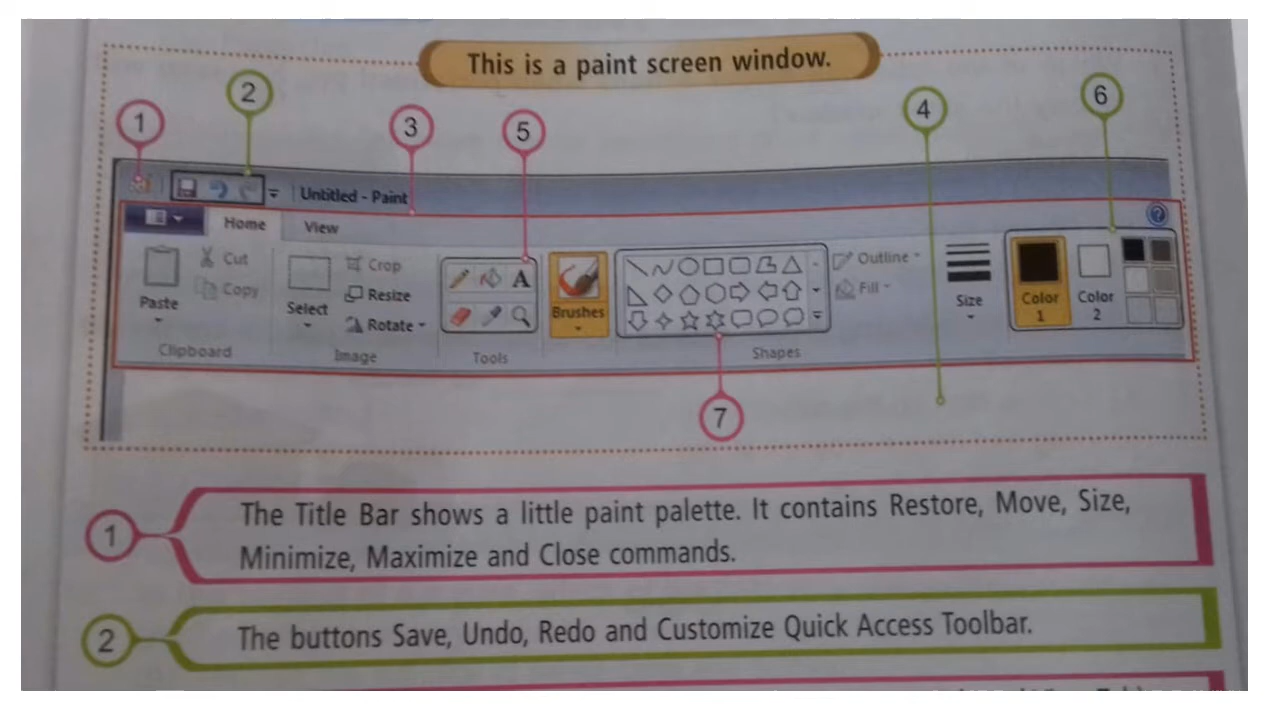 This is a paint screen window.
1
2
3
5
4
6
Untitled - Paint
Home
View
Paste
Cut
Copy
Clipboard
Select
Crop
Resize
Rotate
Image
A
Tools
Brushes
Outline
Fill
Shapes
Size
Color
1
Color
2
7
1
The Title Bar shows a little paint palette. It contains Restore, Move, Size,
Minimize, Maximize and Close commands.
2
The buttons Save, Undo, Redo and Customize Quick Access Toolbar.